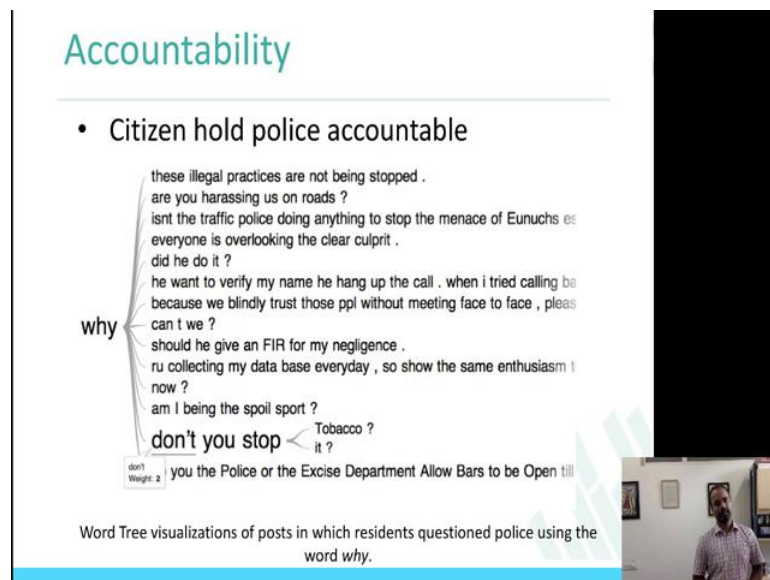 Accountability
• Citizen hold police accountable
these illegal practices are not being stopped .
are you harassing us on roads ?
isnt the traffic police doing anything to stop the menace of Eunuchs es
everyone is overlooking the clear culprit .
did he do it ?
he want to verify my name he hang up the call . when i tried calling ba
because we blindly trust those ppl without meeting face to face , pleas
why
can t we ?
should he give an FIR for my negligence .
ru collecting my data base everyday , so show the same enthusiasm t
now ?
am I being the spoil sport ?
don't you stop
Tobacco ?
it ?
you the Police or the Excise Department Allow Bars to be Open till
don't
Weight: 2
Word Tree visualizations of posts in which residents questioned police using the
word why.